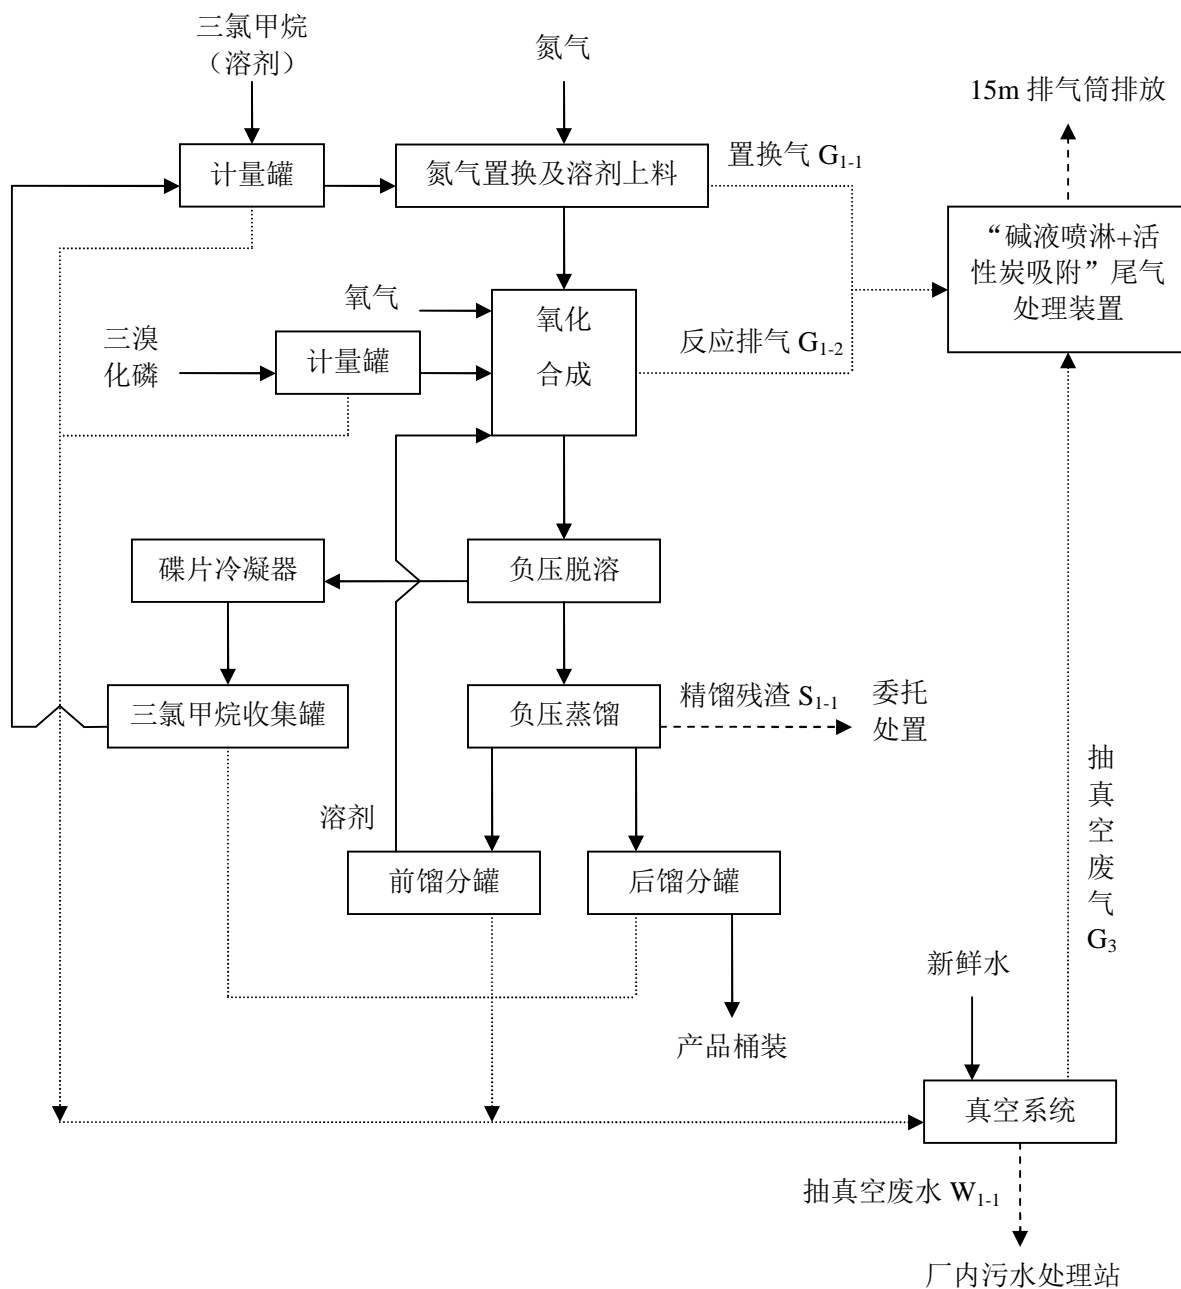 三氯甲烷
（溶剂）
氮气
15m 排气筒排放
计量罐
氮气置换及溶剂上料
置换气 G1-1
“碱液喷淋+活
性炭吸附”尾气
处理装置
氧气
氧化
合成
三溴
化磷
计量罐
反应排气 G1-2
碟片冷凝器
负压脱溶
三氯甲烷收集罐
负压蒸馏
精馏残渣 S1-1
委托
处置
溶剂
前馏分罐
后馏分罐
抽
真
空
废
气
G3
新鲜水
产品桶装
真空系统
抽真空废水 W1-1
厂内污水处理站